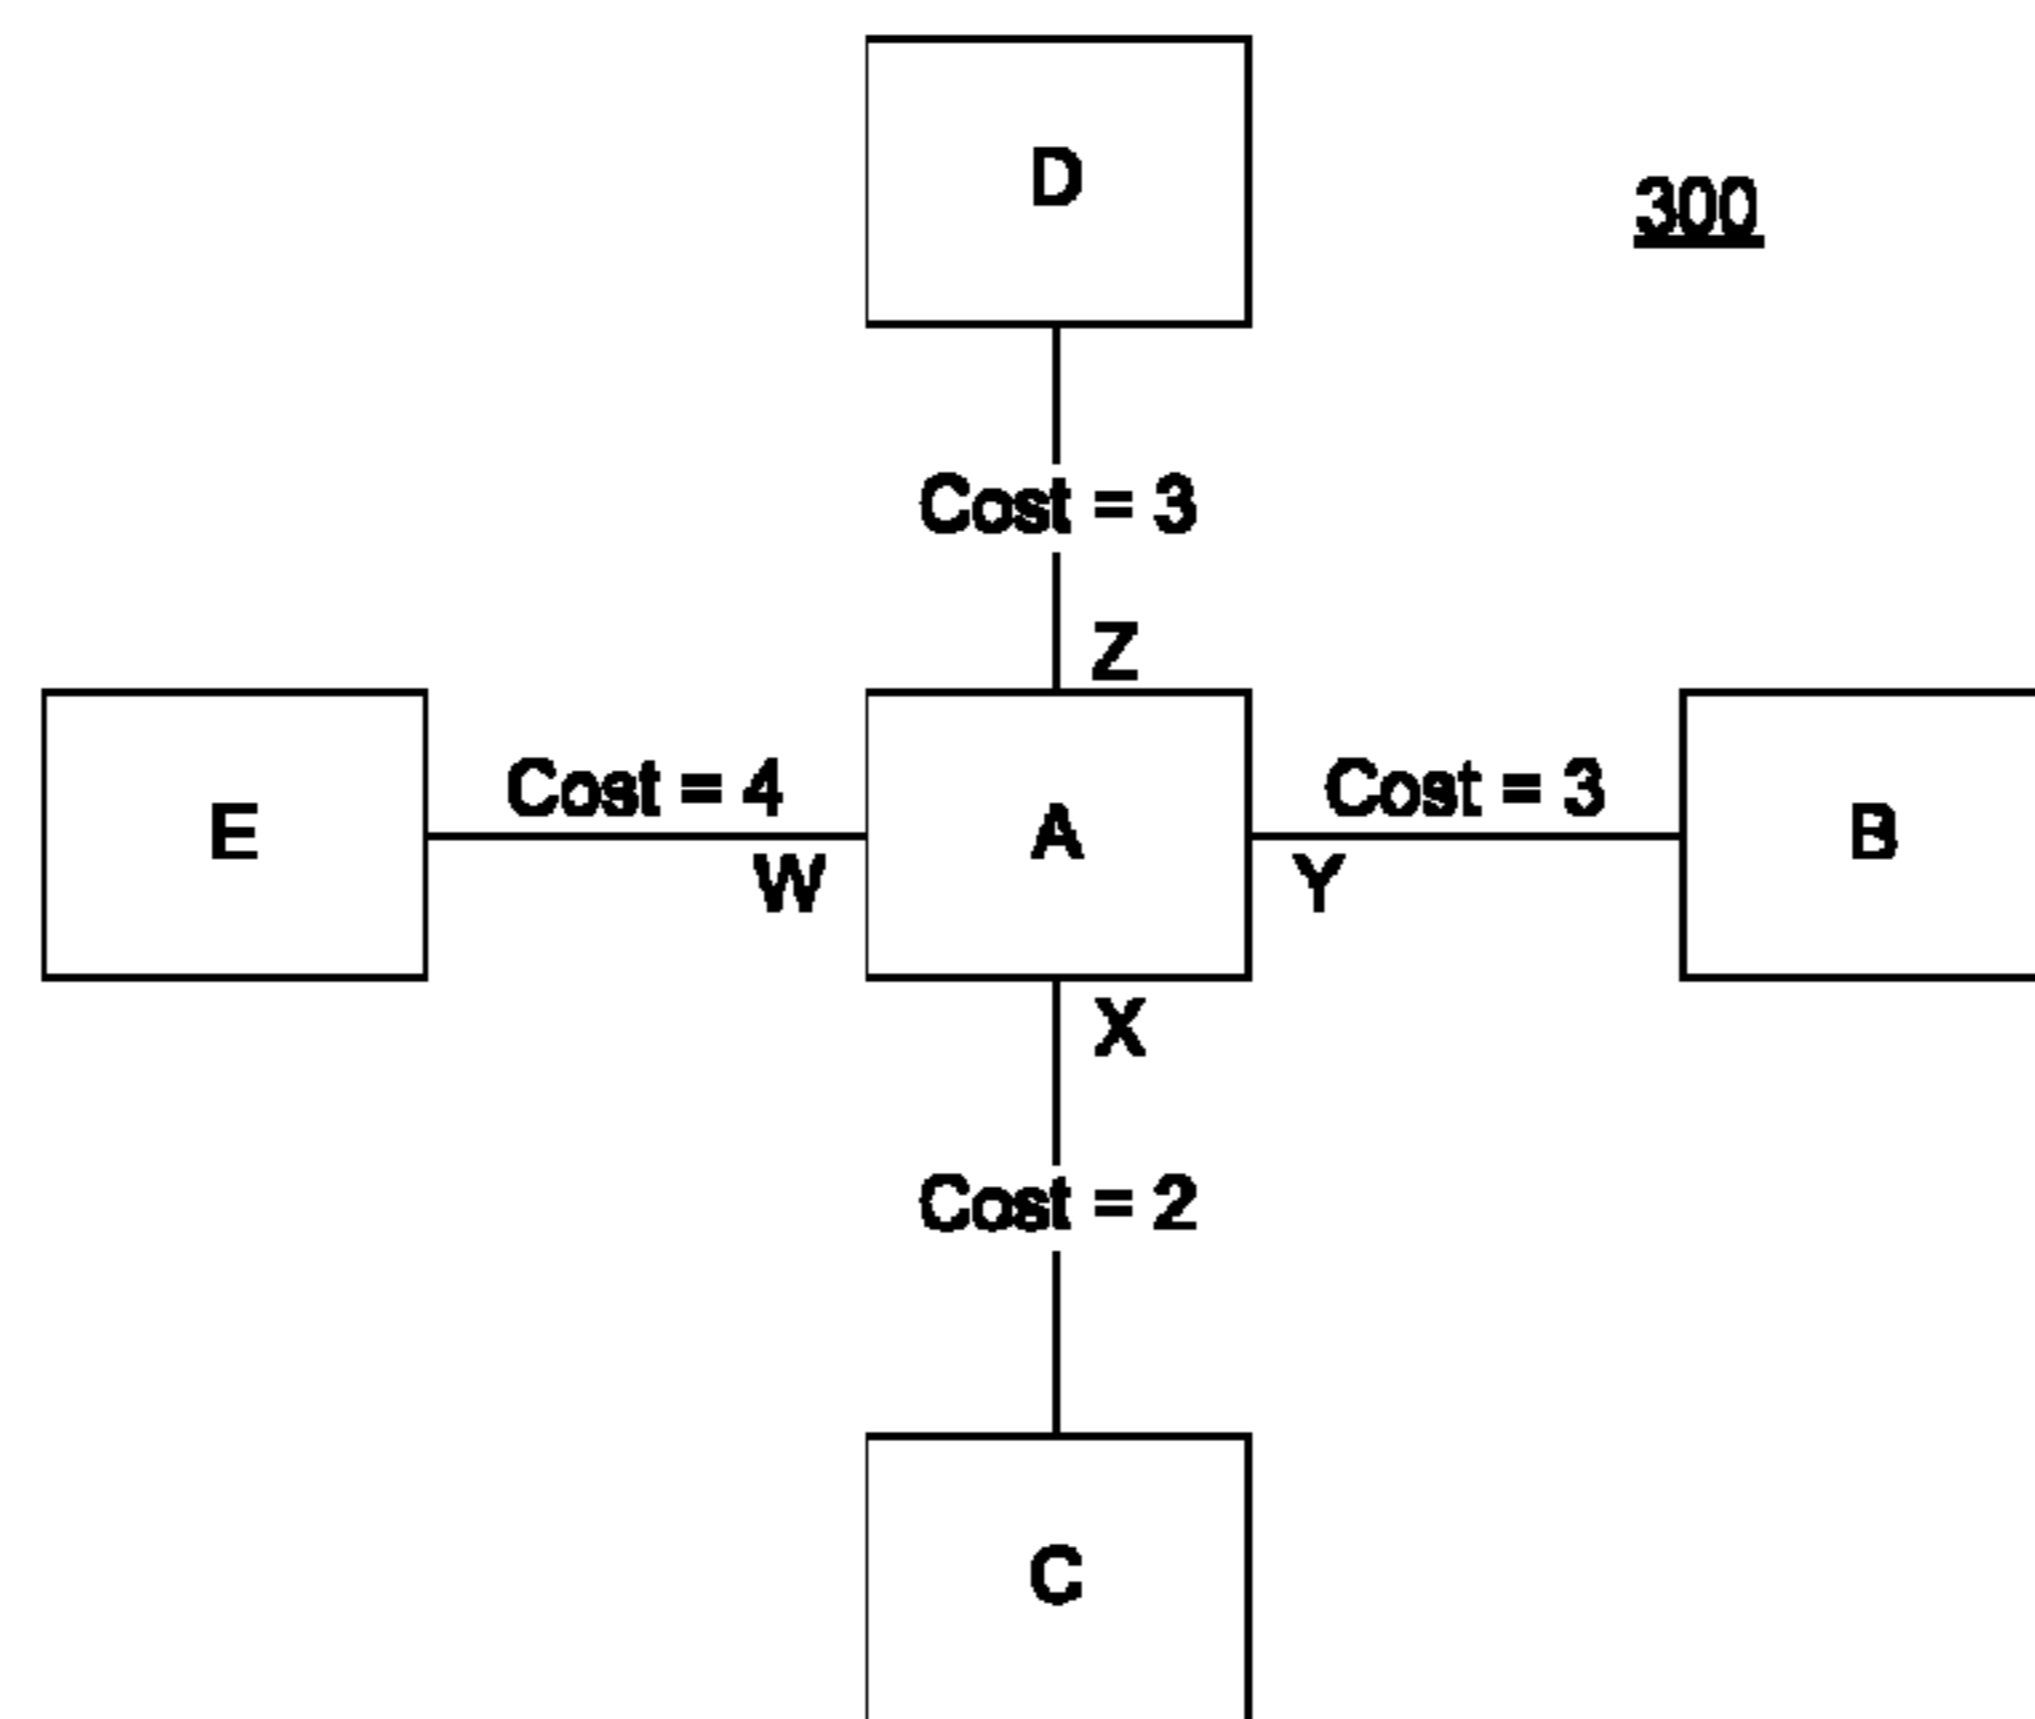 D
300
Cost = 3
Z
Cost = 4
Cost = 3
E
A
B
W
Y
X
Cost = 2
C